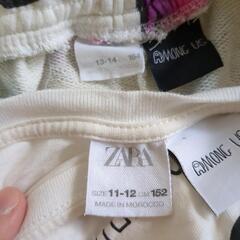 13-14
AMONG US
ZARA
SIZE 11-12 CM 152
MADE IN MOROCCO
AMONG US